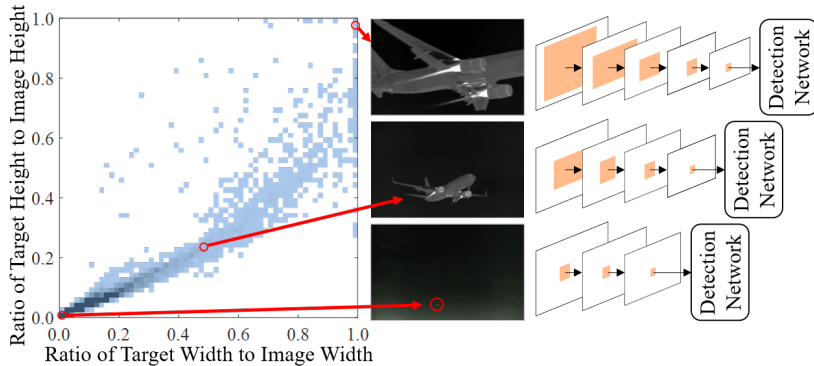 Ratio of Target Height to Image Height
1.0
0.8
0.6
0.4
0.2
0.0
0.0 0.2 0.4 0.6 0.8 1.0
Ratio of Target Width to Image Width
Detection
Network
Detection
Network
Detection
Network